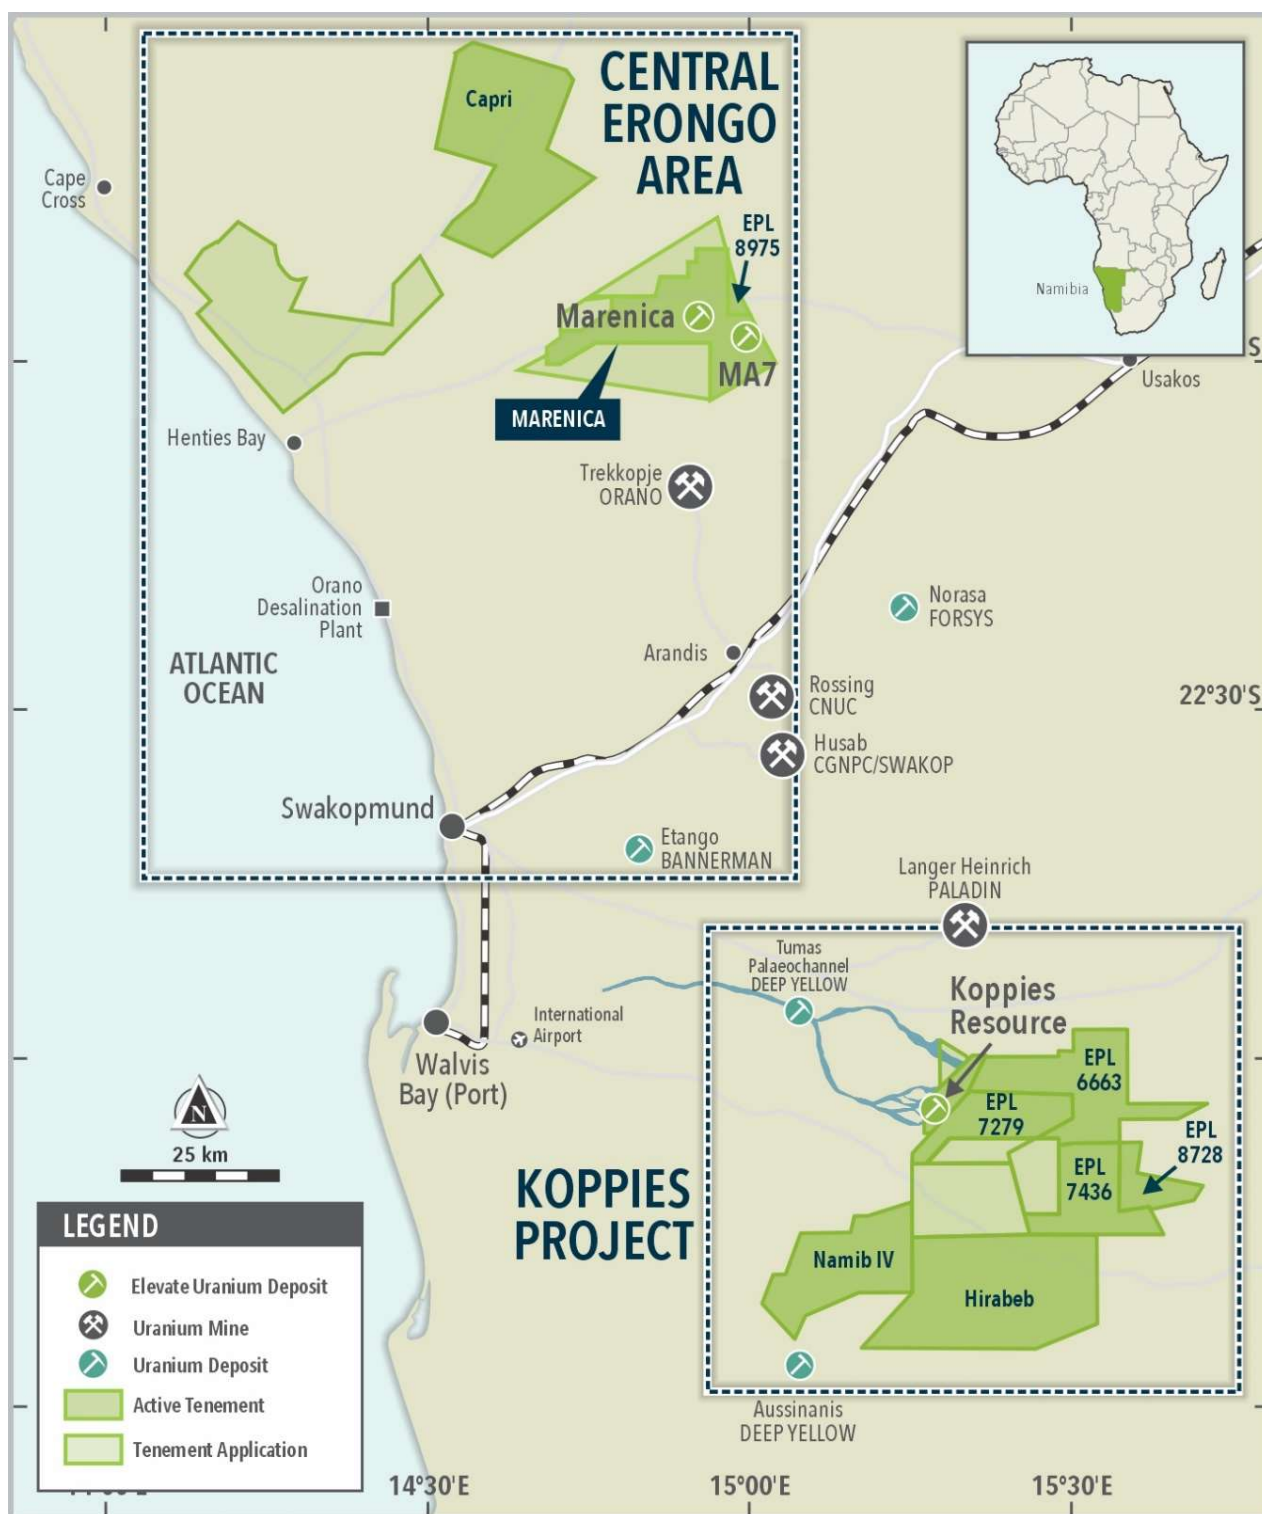 CENTRAL
ERONGO
AREA
Capri
Cape
Cross
EPL
8975
Namibia
Marenica
MA7
MARENICA
S
Usakos
Henties Bay
Trekkopje
ORANO
Orano
Desalination
Plant
Norasa
FORSYS
Arandis
ATLANTIC
OCEAN
Rossing
CNUC
22°30'S
Husab
CGNPC/SWAKOP
Swakopmund
Etango
BANNERMAN
Langer Heinrich
PALADIN
Tumas
Palaeochannel
DEEP YELLOW
Koppies
Resource
International
Airport
Walvis
Bay (Port)
EPL
6663
EPL
7279
EPL
8728
EPL
7436
N
25 km
KOPPIES
PROJECT
Namib IV
Hirabeb
Aussinanis
DEEP YELLOW
LEGEND
Elevate Uranium Deposit
Uranium Mine
Uranium Deposit
Active Tenement
Tenement Application
14°30'E
15°00'E
15°30'E